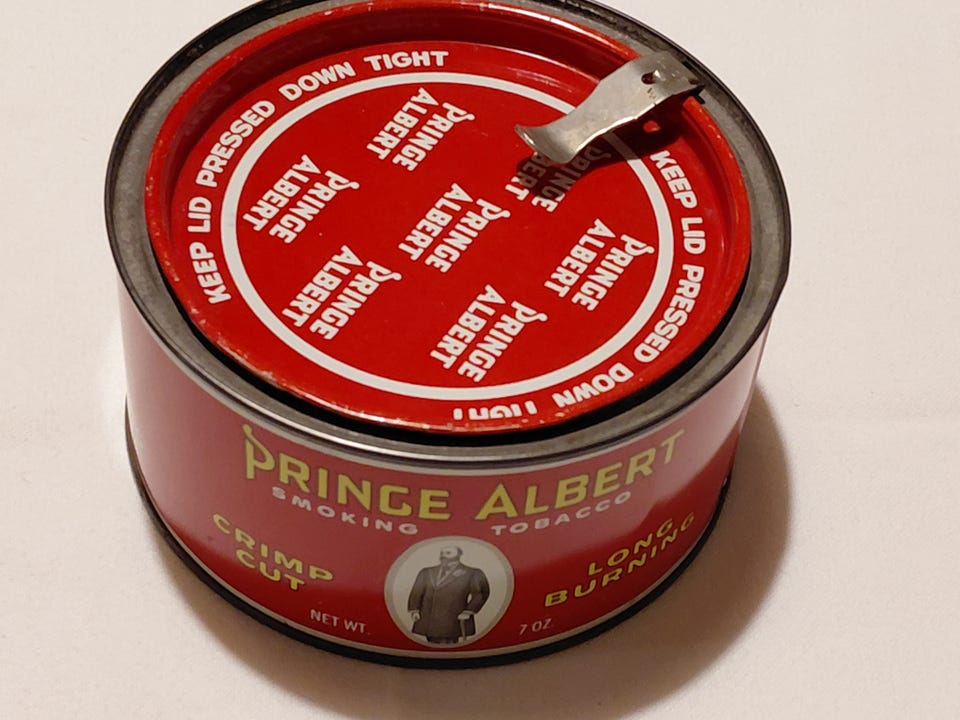 KEEP LID PRESSED DOWN TIGHT
KEEP LID PRESSED DOWN TIGHT
PRINCE
ALBERT
PRINCE
ALBERT
PRINCE
ALBERT
PRINCE
ALBERT
PRINCE
ALBERT
PRINCE
ALBERT
PRINCE
ALBERT
PRINCE ALBERT
SMOKING TOBACCO
CRIMP
CUT
LONG
BURNING
NET WT. 7 OZ.